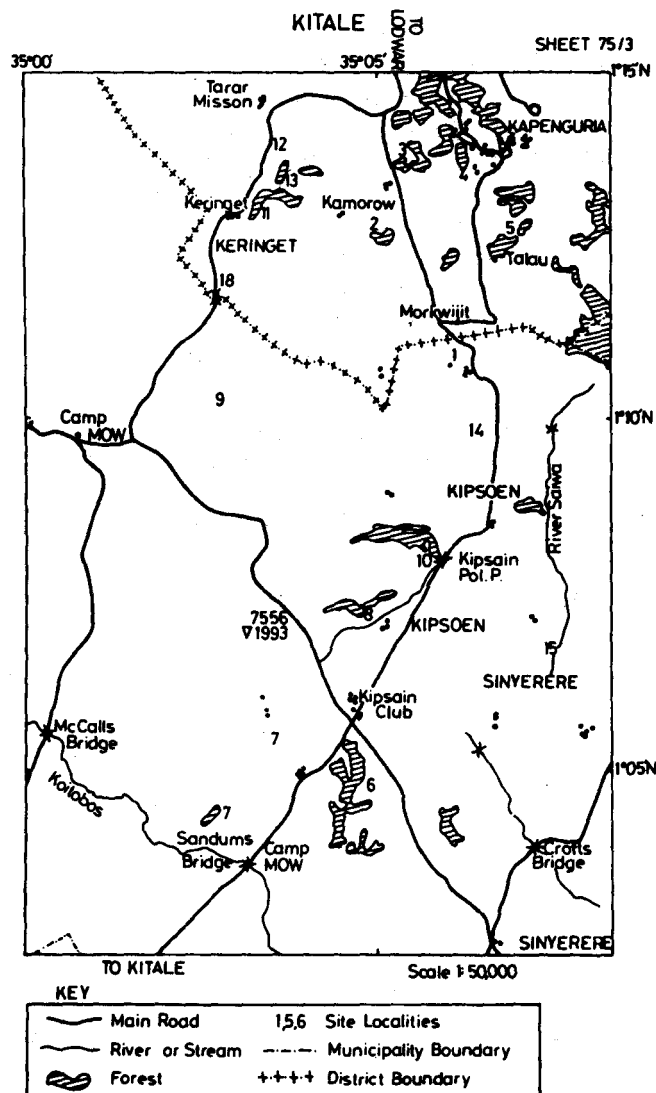 KITALE
TO LODWAR
SHEET 75/3
35°00'
35°05'
1°15'N
Tarar
Misson
KAPENGURIA
12
3
4
13
Keringet
11
Kamorow
2
5
KERINGET
Talau
18
Morkwijit
1
9
1°10'N
Camp
MOW
14
KIPSOEN
River Saiwa
10
Kipsain
Pol. P.
7556
1993
8
KIPSOEN
15
SINYERERE
Kipsain
Club
McCalls
Bridge
7
1°05'N
Koilobos
6
7
Sandums
Bridge
Camp
MOW
Crofts
Bridge
SINYERERE
TO KITALE
Scale 1: 50,000
KEY
Main Road
1,5,6 Site Localities
River or Stream
Municipality Boundary
Forest
District Boundary